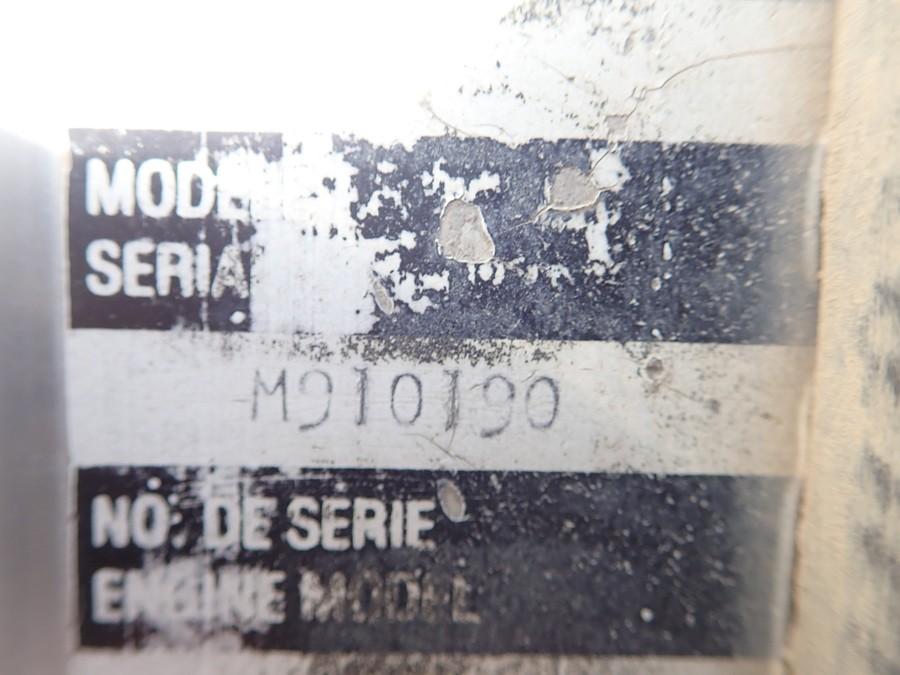 MODE
SERIA
M910190
NO. DE SERIE
ENGINE MODEL